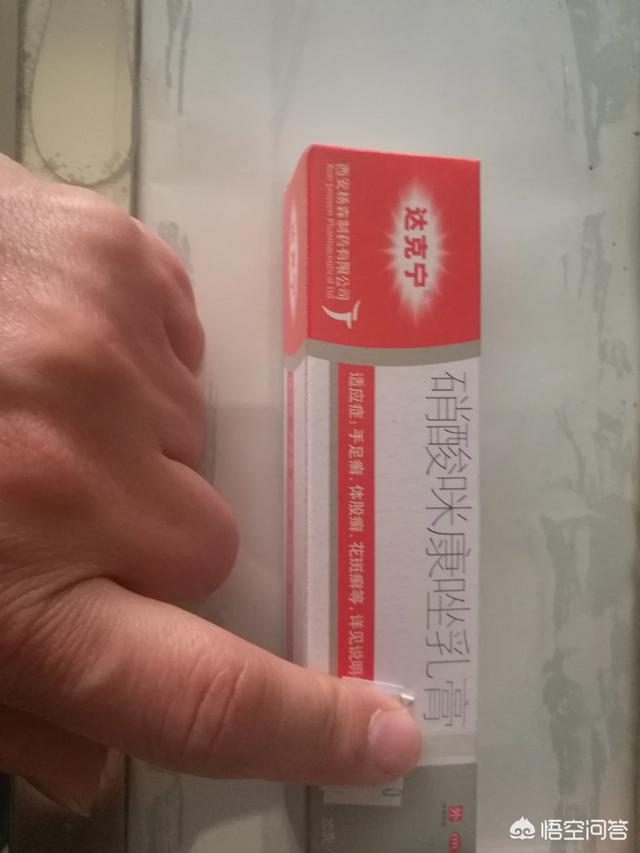 达克宁
西安杨森制药有限公司
Xian Janssen Pharmaceutical ltd
硝酸咪康唑乳膏
适应症：手足癣、体股癣、花斑癣等，详见说明
外
OTC
悟空问答